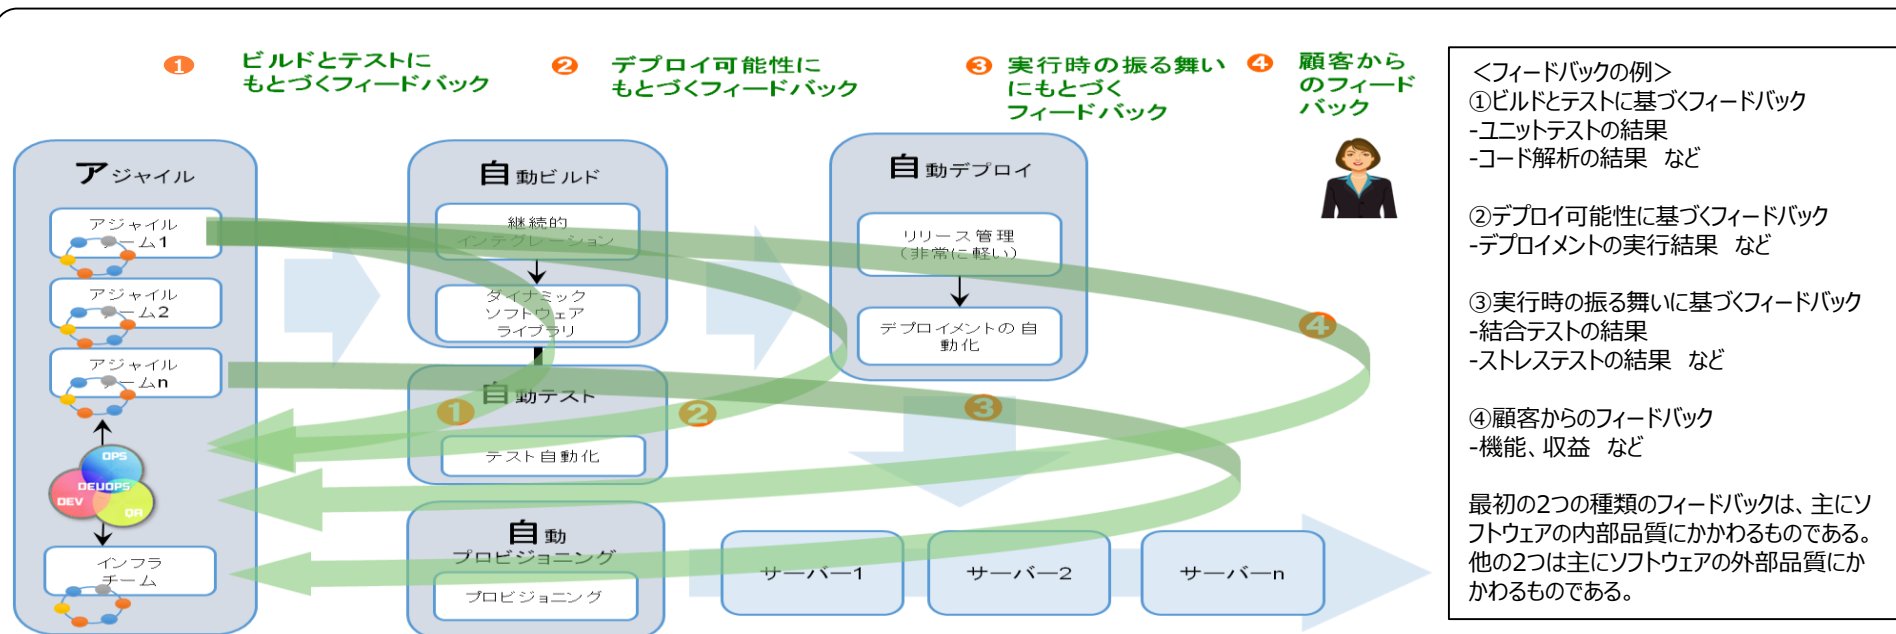 ❶ ビルドとテストに
もとづくフィードバック
❷ デプロイ可能性に
もとづくフィードバック
❸ 実行時の振る舞い
にもとづく
フィードバック
❹ 顧客から
のフィード
バック
アジャイル
アジャイル
チーム1
アジャイル
チーム2
アジャイル
チームn
OPS
DEVOPS
DEV
QA
インフラ
チーム
自動ビルド
継続的
インテグレーション
ダイナミック
ソフトウェア
ライブラリ
自動テスト
テスト自動化
自動
プロビジョニング
プロビジョニング
自動デプロイ
リリース管理
(非常に軽い)
デプロイメントの自
動化
❶
❷
❸
❹
サーバー1
サーバー2
サーバーn
<フィードバックの例>
①ビルドとテストに基づくフィードバック
-ユニットテストの結果
-コード解析の結果 など
②デプロイ可能性に基づくフィードバック
-デプロイメントの実行結果 など
③実行時の振る舞いに基づくフィードバック
-結合テストの結果
-ストレステストの結果 など
④顧客からのフィードバック
-機能、収益 など
最初の2つの種類のフィードバックは、主にソ
フトウェアの内部品質にかかわるものである。
他の2つは主にソフトウェアの外部品質にか
かわるものである。